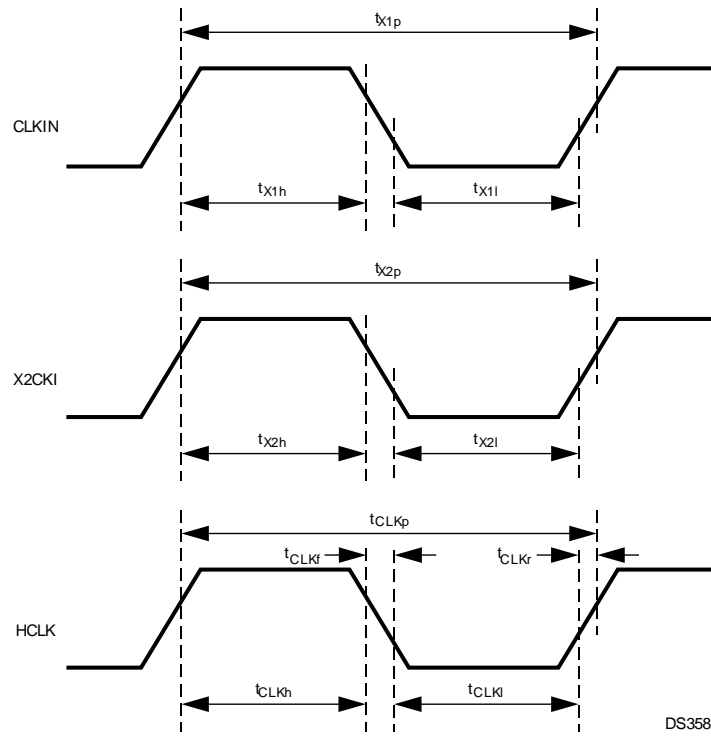 tX1p
CLKIN
tX1h
tX1l
tX2p
X2CKI
tX2h
tX2l
tCLKp
tCLKf
tCLKr
HCLK
tCLKh
tCLKl
DS358